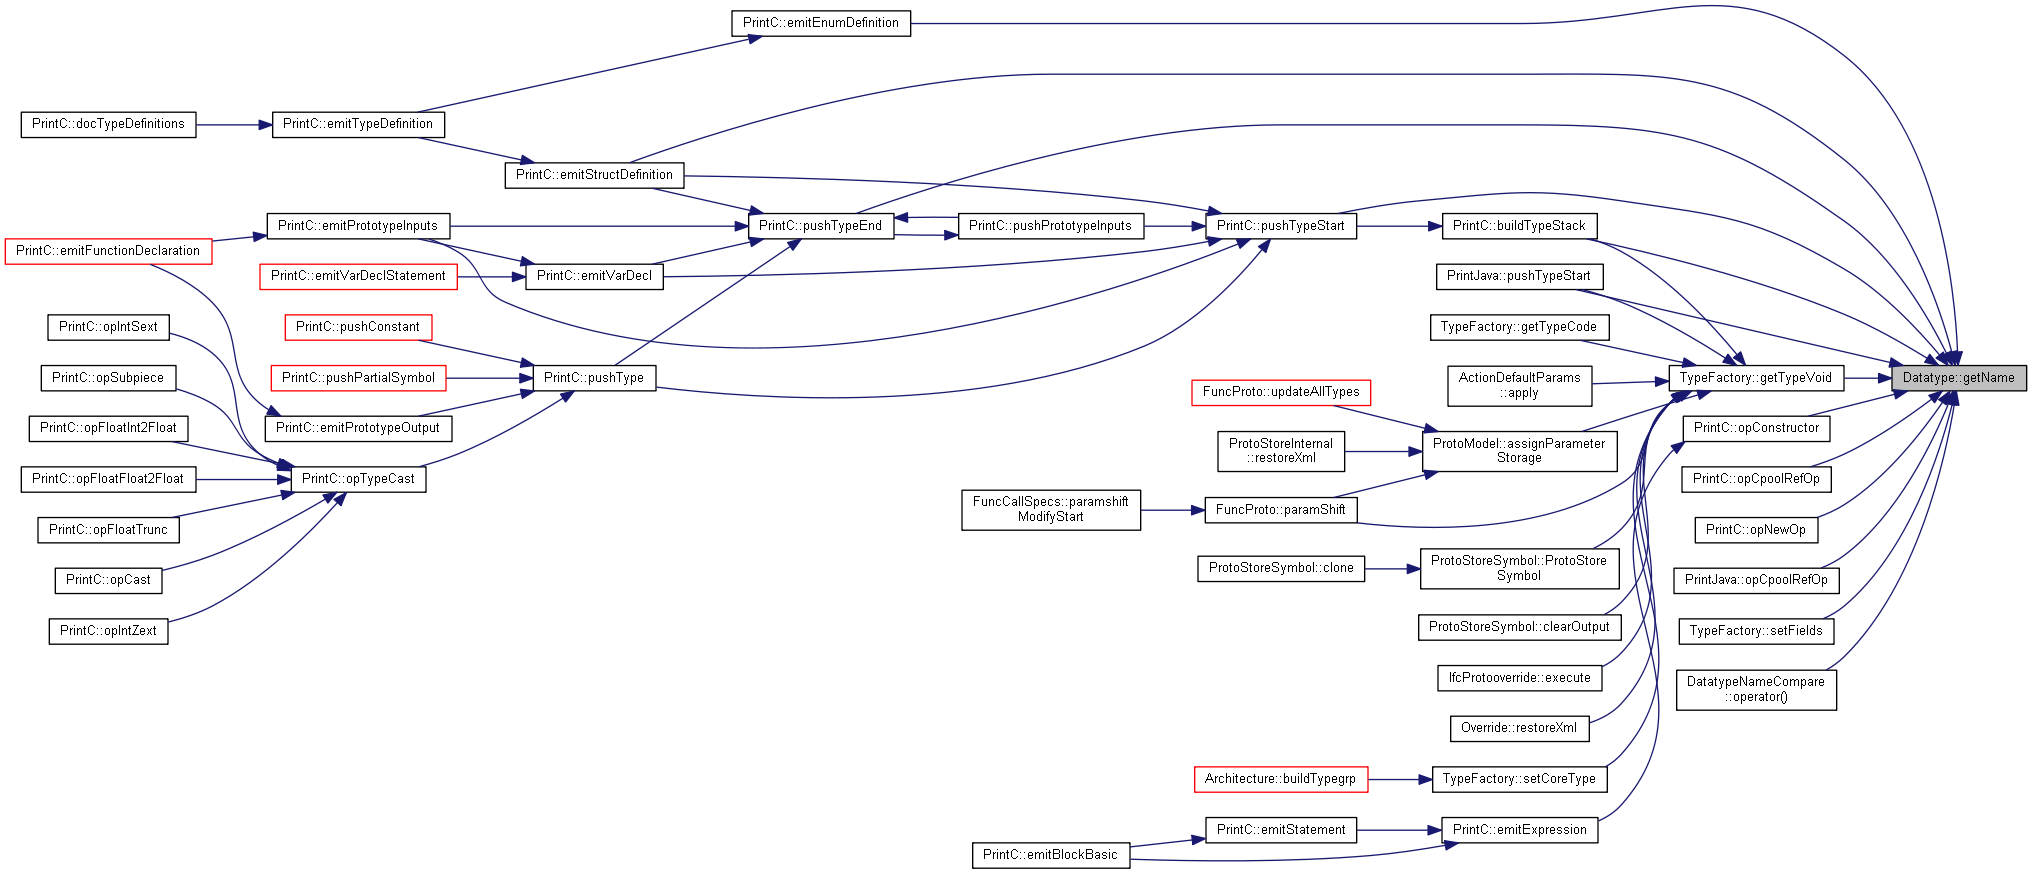 PrintC::emitEnumDefinition
PrintC::docTypeDefinitions
PrintC::emitTypeDefinition
PrintC::emitStructDefinition
PrintC::emitFunctionDeclaration
PrintC::emitPrototypeInputs
PrintC::pushTypeEnd
PrintC::pushPrototypeInputs
PrintC::pushTypeStart
PrintC::buildTypeStack
PrintC::emitVarDeclStatement
PrintC::emitVarDecl
PrintJava::pushTypeStart
PrintC::opIntSext
PrintC::pushConstant
TypeFactory::getTypeCode
PrintC::opSubpiece
PrintC::pushPartialSymbol
PrintC::pushType
FuncProto::updateAllTypes
ActionDefaultParams
::apply
TypeFactory::getTypeVoid
Datatype::getName
PrintC::opFloatInt2Float
PrintC::emitPrototypeOutput
ProtoStoreInternal
::restoreXml
ProtoModel::assignParameter
Storage
PrintC::opConstructor
PrintC::opFloatFloat2Float
PrintC::opTypeCast
PrintC::opCpoolRefOp
FuncCallSpecs::paramshift
ModifyStart
FuncProto::paramShift
PrintC::opFloatTrunc
PrintC::opNewOp
PrintC::opCast
ProtoStoreSymbol::clone
ProtoStoreSymbol::ProtoStore
Symbol
PrintJava::opCpoolRefOp
PrintC::opIntZext
ProtoStoreSymbol::clearOutput
TypeFactory::setFields
IfcProtooverride::execute
DatatypeNameCompare
::operator()
Override::restoreXml
Architecture::buildTypegrp
TypeFactory::setCoreType
PrintC::emitStatement
PrintC::emitExpression
PrintC::emitBlockBasic